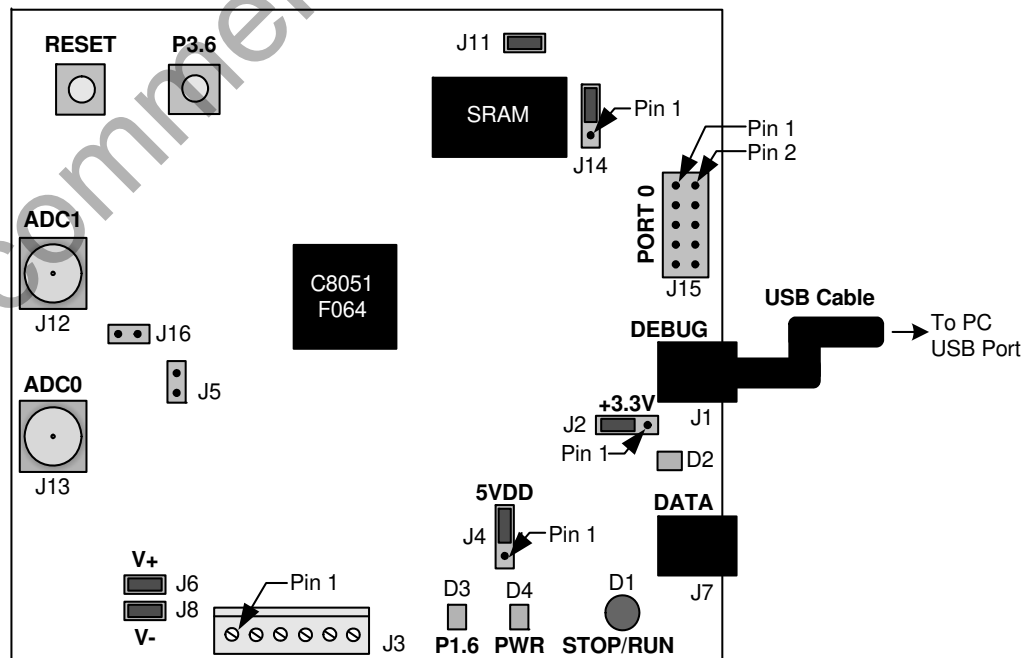 RESET
P3.6
J11
SRAM
Pin 1
J14
Pin 1
Pin 2
PORT 0
J15
ADC1
J12
C8051
F064
USB Cable
To PC
USB Port
DEBUG
J1
J16
J5
ADC0
J13
+3.3V
J2
Pin 1
D2
5VDD
J4
Pin 1
DATA
J7
V+
J6
J8
V-
Pin 1
J3
D3
P1.6
D4
PWR
D1
STOP/RUN